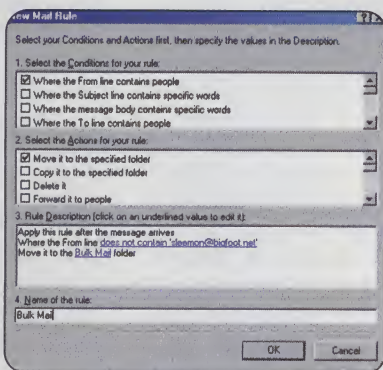 New Mail Rule
Select your Conditions and Actions first, then specify the values in the Description.
1. Select the Conditions for your rule:
Where the From line contains people
Where the Subject line contains specific words
Where the message body contains specific words
Where the To line contains people
2. Select the Actions for your rule:
Move it to the specified folder
Copy it to the specified folder
Delete it
Forward it to people
3. Rule Description (click on an underlined value to edit it):
Apply this rule after the message arrives
Where the From line does not contain 'sleemon@bigfoot.net'
Move it to the Bulk Mail folder
4. Name of the rule:
Bulk Mail
OK
Cancel